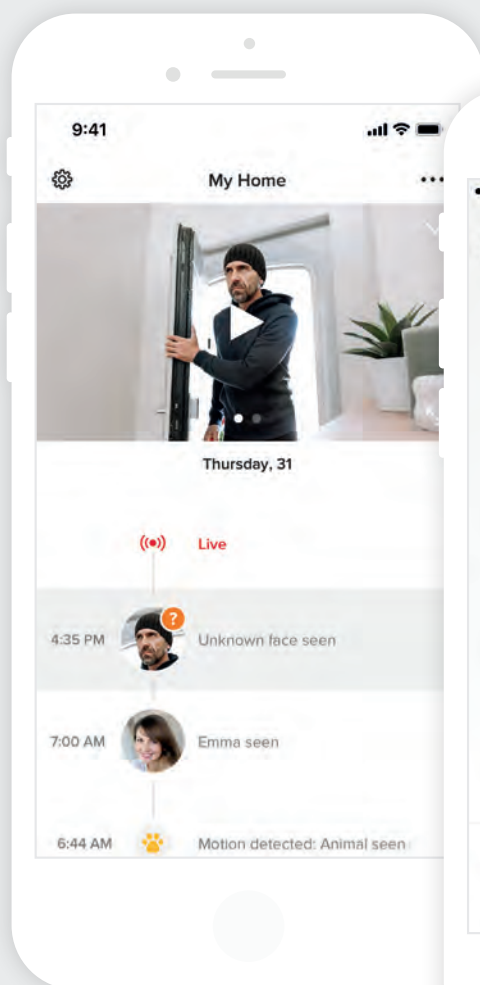 9:41
My Home
Thursday, 31
Live
?
4:35 PM Unknown face seen
7:00 AM Emma seen
6:44 AM Motion detected: Animal seen